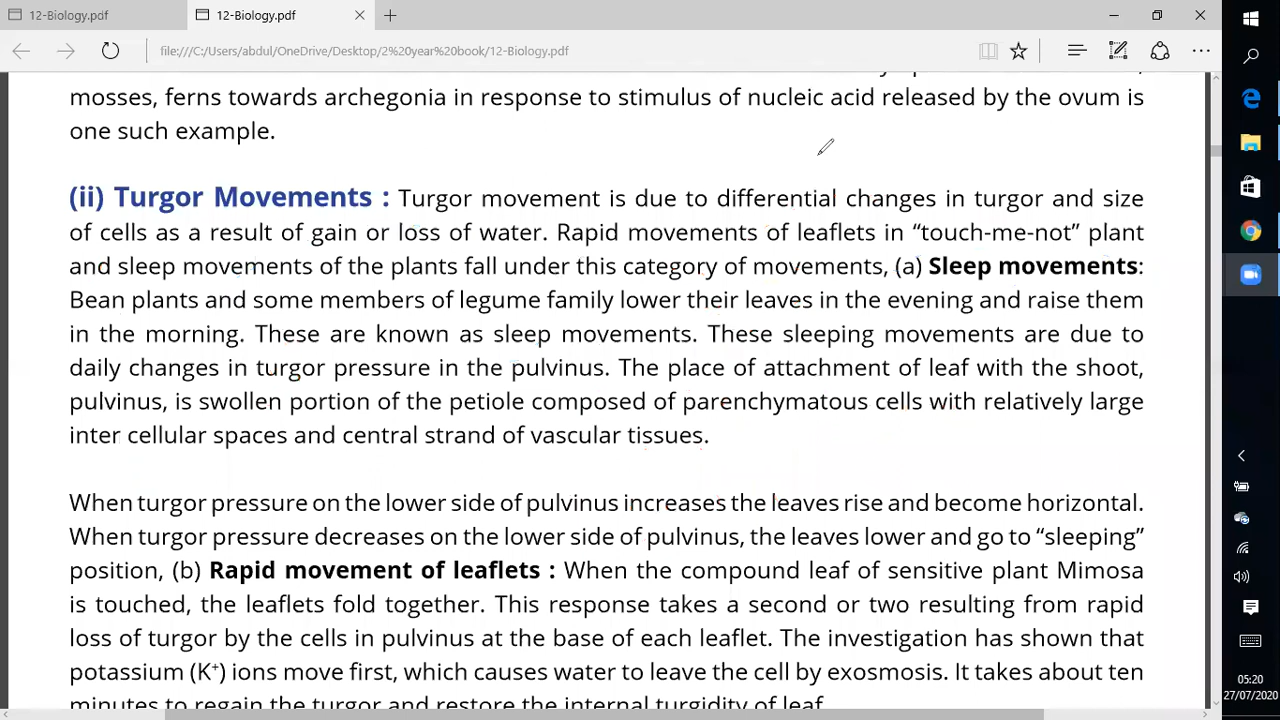 12-Biology.pdf
12-Biology.pdf
file:///C:/Users/abdul/OneDrive/Desktop/2%20year%20book/12-Biology.pdf
mosses, ferns towards archegonia in response to stimulus of nucleic acid released by the ovum is
one such example.
(ii) Turgor Movements : Turgor movement is due to differential changes in turgor and size
of cells as a result of gain or loss of water. Rapid movements of leaflets in “touch-me-not” plant
and sleep movements of the plants fall under this category of movements, (a) Sleep movements:
Bean plants and some members of legume family lower their leaves in the evening and raise them
in the morning. These are known as sleep movements. These sleeping movements are due to
daily changes in turgor pressure in the pulvinus. The place of attachment of leaf with the shoot,
pulvinus, is swollen portion of the petiole composed of parenchymatous cells with relatively large
inter cellular spaces and central strand of vascular tissues.
When turgor pressure on the lower side of pulvinus increases the leaves rise and become horizontal.
When turgor pressure decreases on the lower side of pulvinus, the leaves lower and go to “sleeping”
position, (b) Rapid movement of leaflets : When the compound leaf of sensitive plant Mimosa
is touched, the leaflets fold together. This response takes a second or two resulting from rapid
loss of turgor by the cells in pulvinus at the base of each leaflet. The investigation has shown that
potassium (K⁺) ions move first, which causes water to leave the cell by exosmosis. It takes about ten
minutes to regain the turgor and restore the internal turgidity of leaf.
05:20
27/07/2020